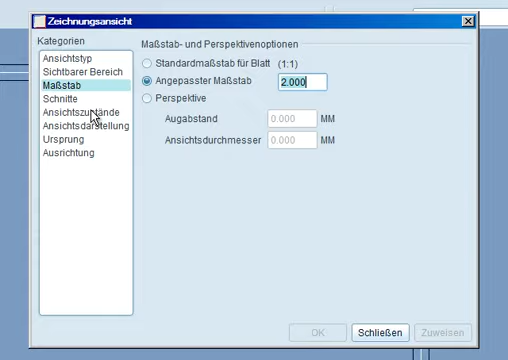 Zeichnungsansicht
Kategorien
Ansichtstyp
Sichtbarer Bereich
Maßstab
Schnitte
Ansichtszustände
Ansichtsdarstellung
Ursprung
Ausrichtung
Maßstab- und Perspektivenoptionen
Standardmaßstab für Blatt (1:1)
Angepasster Maßstab 2.000
Perspektive
Augabstand 0.000 MM
Ansichtsdurchmesser 0.000 MM
OK Schließen Zuweisen